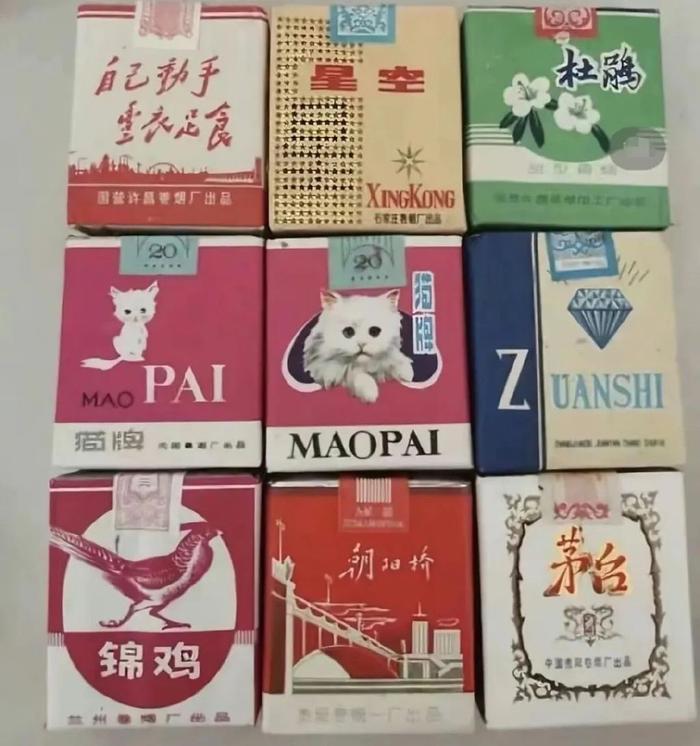 自己动手
丰衣足食
国营许昌卷烟厂出品
星空
XINGKONG
石家庄卷烟厂出品
杜鹃
20
MAO PAI
猫牌
20
猫牌
MAOPAI
Z UANSHI
锦鸡
兰州卷烟厂出品
朝阳桥
茅台
中国贵阳卷烟厂出品